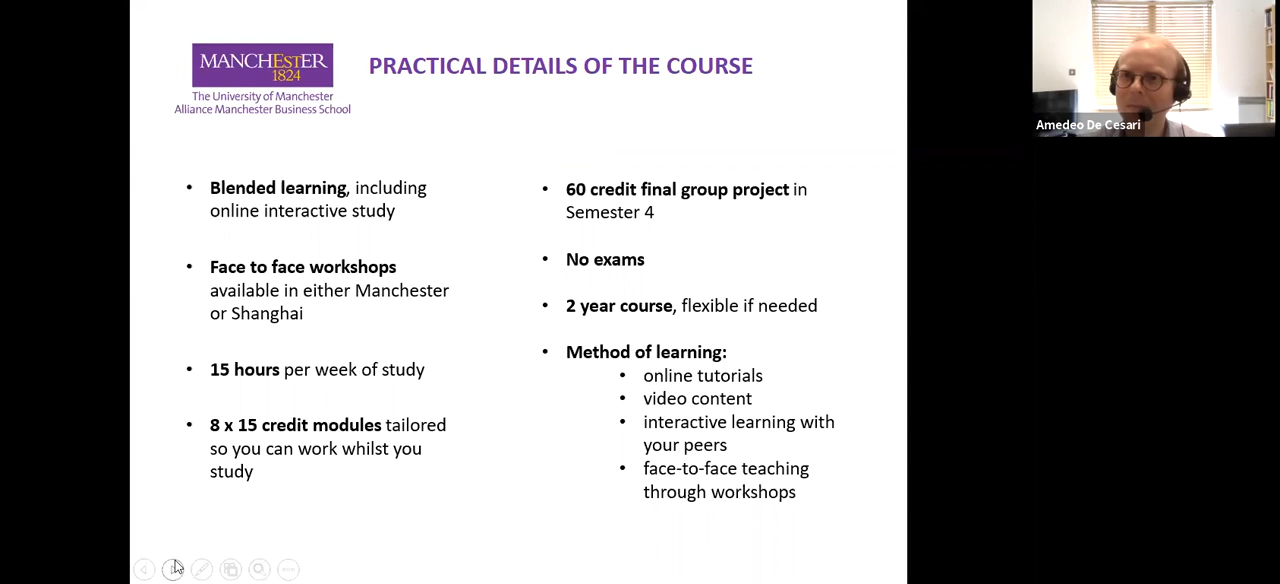 MANCHESTER
1824
The University of Manchester
Alliance Manchester Business School
PRACTICAL DETAILS OF THE COURSE
• Blended learning, including
online interactive study
• Face to face workshops
available in either Manchester
or Shanghai
• 15 hours per week of study
• 8 x 15 credit modules tailored
so you can work whilst you
study
• 60 credit final group project in
Semester 4
• No exams
• 2 year course, flexible if needed
• Method of learning:
• online tutorials
• video content
• interactive learning with
your peers
• face-to-face teaching
through workshops
Amedeo De Cesari